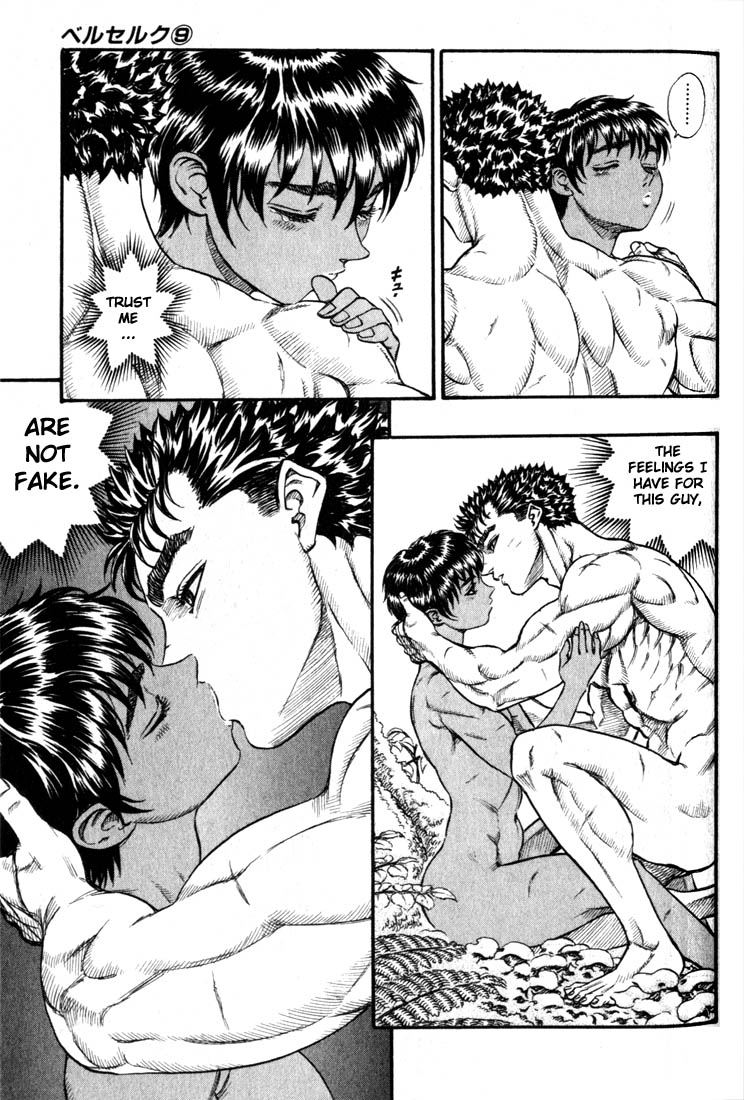 ベルセルク⑨
………
キュ
TRUST
ME
...
THE
FEELINGS I
HAVE FOR
THIS GUY,
ARE
NOT
FAKE.